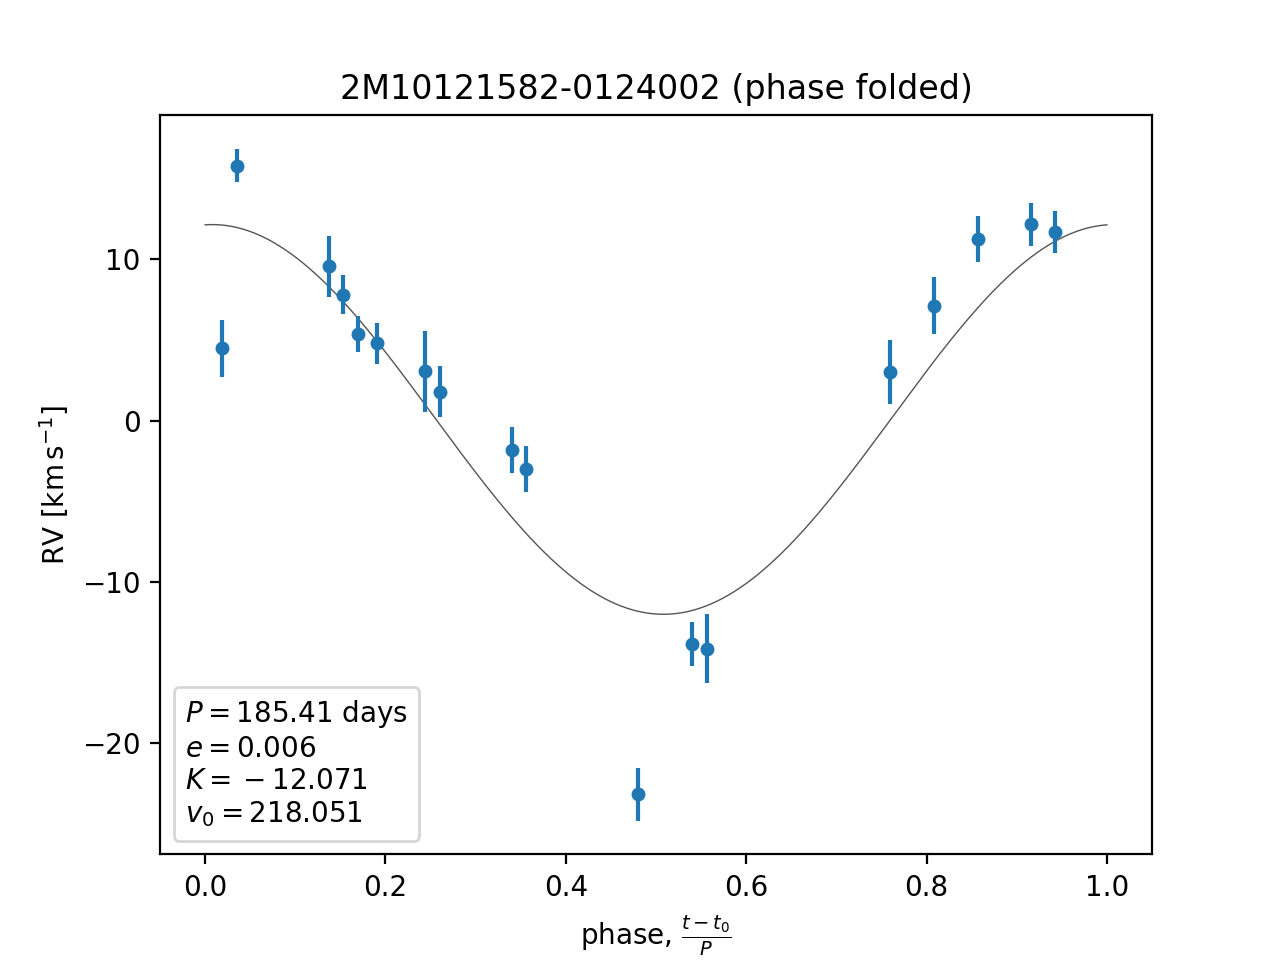 2M10121582-0124002 (phase folded)
10
0
−10
−20
RV [km s⁻¹]
P = 185.41 days
e = 0.006
K = −12.071
v₀ = 218.051
0.0 0.2 0.4 0.6 0.8 1.0
phase, (t − t₀)/P